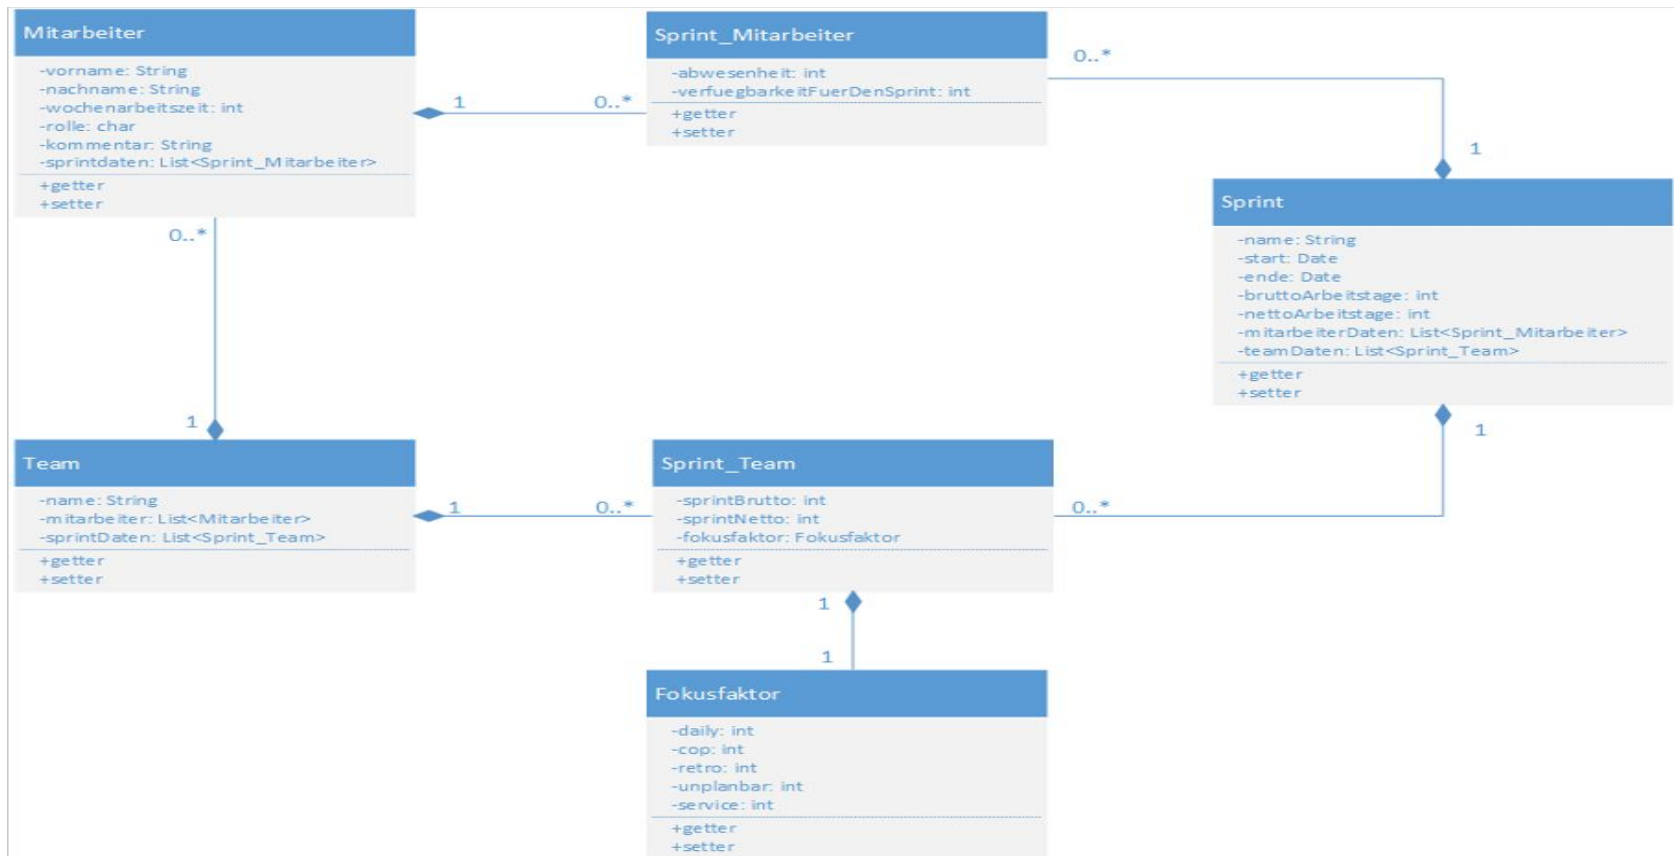 Mitarbeiter
-vorname: String
-nachname: String
-wochenarbeitszeit: int
-rolle: char
-kommentar: String
-sprintdaten: List<Sprint_Mitarbeiter>
+getter
+setter
1
0..*
Sprint_Mitarbeiter
-abwesenheit: int
-verfuegbarkeitFuerDenSprint: int
+getter
+setter
0..*
1
Sprint
-name: String
-start: Date
-ende: Date
-bruttoArbeitstage: int
-nettoArbeitstage: int
-mitarbeiterDaten: List<Sprint_Mitarbeiter>
-teamDaten: List<Sprint_Team>
+getter
+setter
1
0..*
0..*
1
Team
-name: String
-mitarbeiter: List<Mitarbeiter>
-sprintDaten: List<Sprint_Team>
+getter
+setter
1
0..*
Sprint_Team
-sprintBrutto: int
-sprintNetto: int
-fokusfaktor: Fokusfaktor
+getter
+setter
1
1
Fokusfaktor
-daily: int
-cop: int
-retro: int
-unplanbar: int
-service: int
+getter
+setter